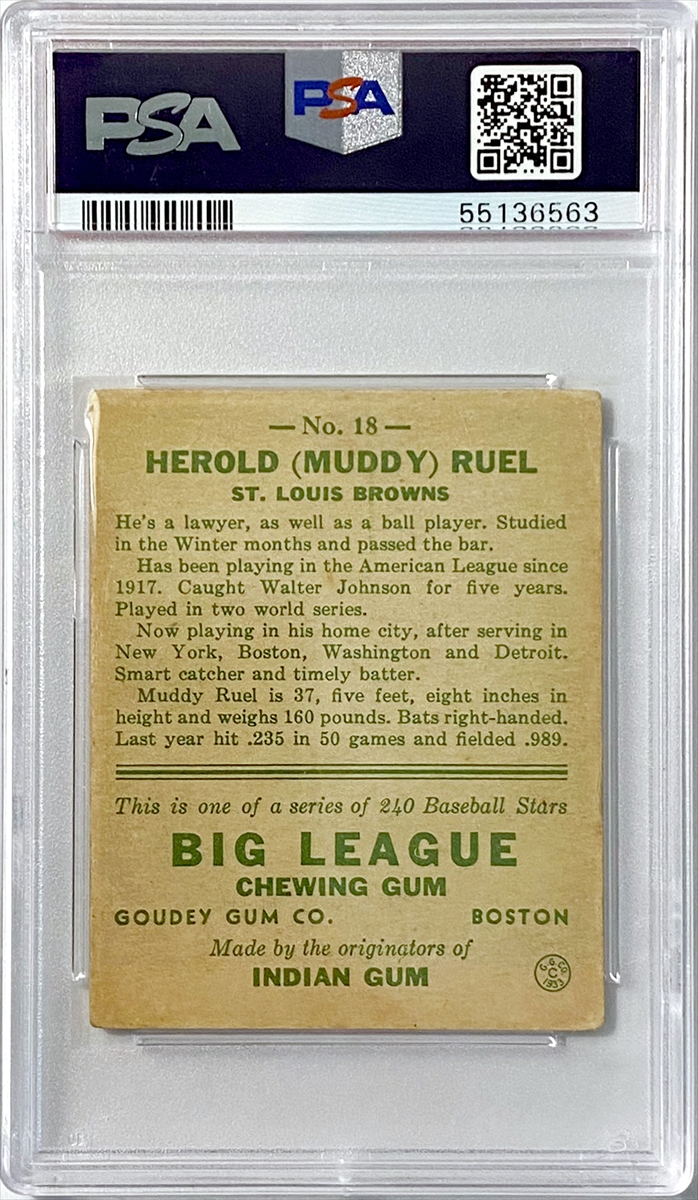 PSA PSA
55136563
— No. 18 —
HEROLD (MUDDY) RUEL
ST. LOUIS BROWNS
He's a lawyer, as well as a ball player. Studied
in the Winter months and passed the bar.
Has been playing in the American League since
1917. Caught Walter Johnson for five years.
Played in two world series.
Now playing in his home city, after serving in
New York, Boston, Washington and Detroit.
Smart catcher and timely batter.
Muddy Ruel is 37, five feet, eight inches in
height and weighs 160 pounds. Bats right-handed.
Last year hit .235 in 50 games and fielded .989.
This is one of a series of 240 Baseball Stars
BIG LEAGUE
CHEWING GUM
GOUDEY GUM CO. BOSTON
Made by the originators of
INDIAN GUM
G. G. CO.
C
1933